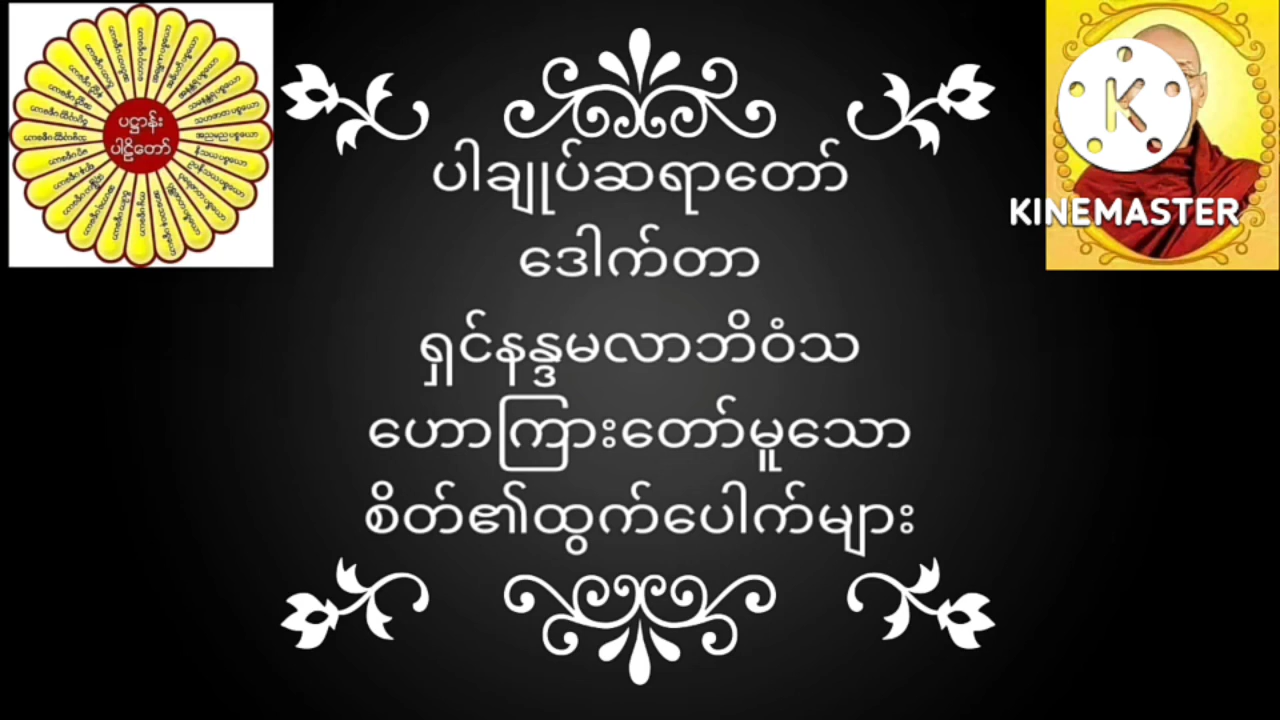 ပါချုပ်ဆရာတော်
ဒေါက်တာ
ရှင်နန္ဒမလာဘိဝံသ
ဟောကြားတော်မူသော
စိတ်၏ထွက်ပေါက်များ
ပဋ္ဌာန်း
ပါဠိတော်
KINEMASTER